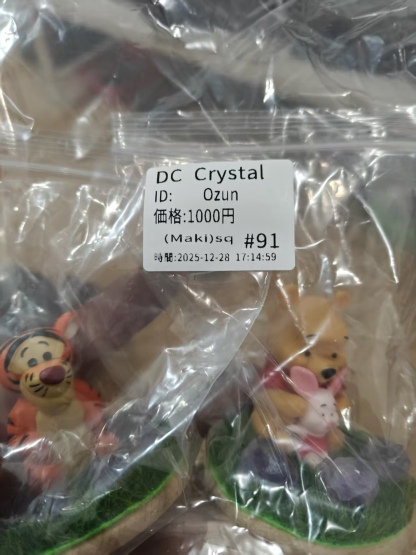 DC Crystal
ID: Ozun
価格:1000円
(Maki)sq #91
時間:2025-12-28 17:14:59